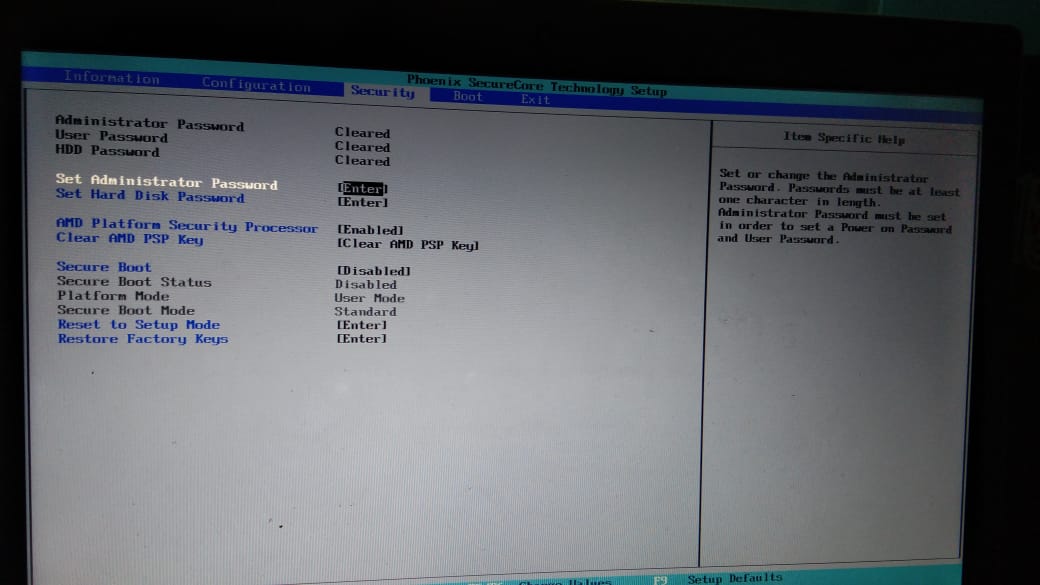 Phoenix SecureCore Technology Setup
Information Configuration Security Boot Exit
Administrator Password Cleared
User Password Cleared
HDD Password Cleared
Set Administrator Password [Enter]
Set Hard Disk Password [Enter]
AMD Platform Security Processor [Enabled]
Clear AMD PSP Key [Clear AMD PSP Key]
Secure Boot [Disabled]
Secure Boot Status Disabled
Platform Mode User Mode
Secure Boot Mode Standard
Reset to Setup Mode [Enter]
Restore Factory Keys [Enter]
Item Specific Help
Set or change the Administrator
Password. Passwords must be at least
one character in length.
Administrator Password must be set
in order to set a Power on Password
and User Password.
Change Values F9 Setup Defaults